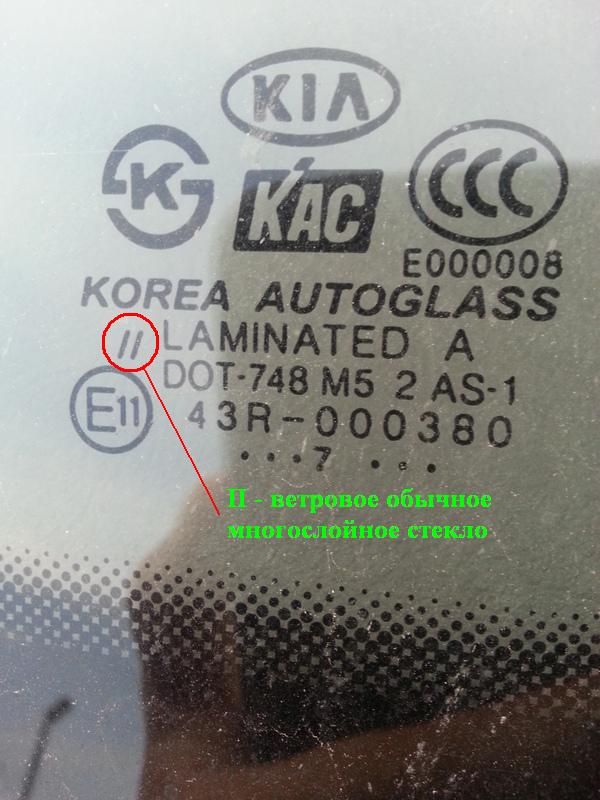 KIA
K
KAC
CCC
E000008
KOREA AUTOGLASS
// LAMINATED A
DOT-748 M5 2 AS-1
E11 43R-000380
...7 ...
II - ветровое обычное
многослойное стекло